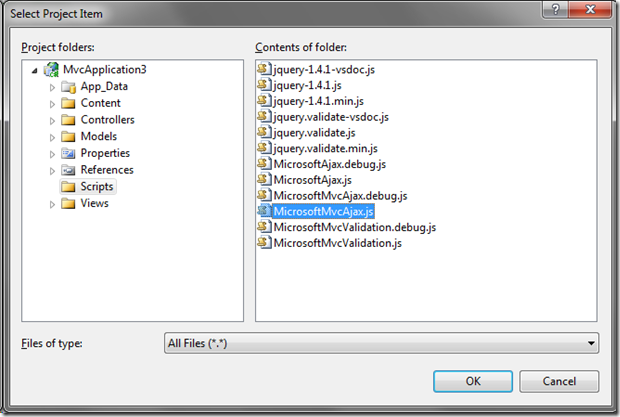 Select Project Item
Project folders:
MvcApplication3
App_Data
Content
Controllers
Models
Properties
References
Scripts
Views
Contents of folder:
jquery-1.4.1-vsdoc.js
jquery-1.4.1.js
jquery-1.4.1.min.js
jquery.validate-vsdoc.js
jquery.validate.js
jquery.validate.min.js
MicrosoftAjax.debug.js
MicrosoftAjax.js
MicrosoftMvcAjax.debug.js
MicrosoftMvcAjax.js
MicrosoftMvcValidation.debug.js
MicrosoftMvcValidation.js
Files of type:
All Files (*.*)
OK
Cancel